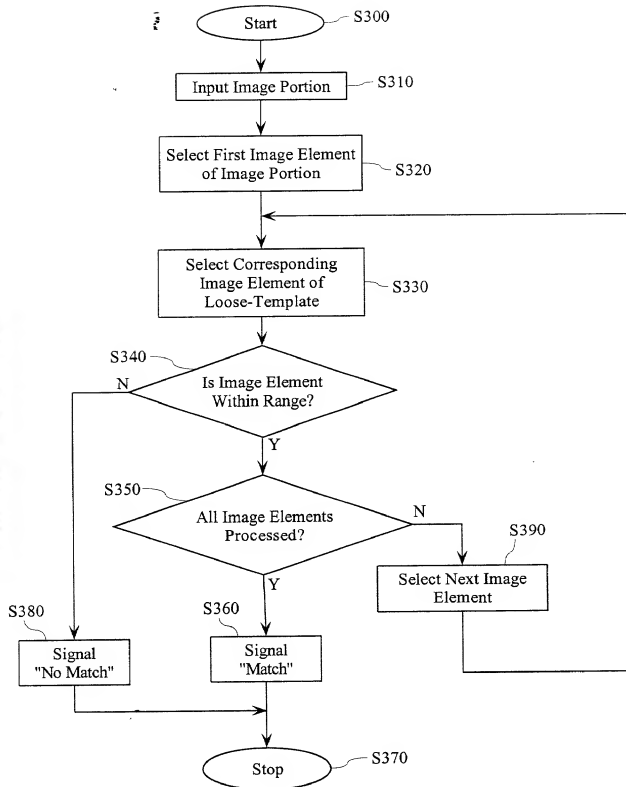 Start
S300
Input Image Portion
S310
Select First Image Element
of Image Portion
S320
Select Corresponding
Image Element of
Loose-Template
S330
S340
N
Is Image Element
Within Range?
Y
S350
All Image Elements
Processed?
N
Y
S390
Select Next Image
Element
S380
Signal
"No Match"
S360
Signal
"Match"
Stop
S370